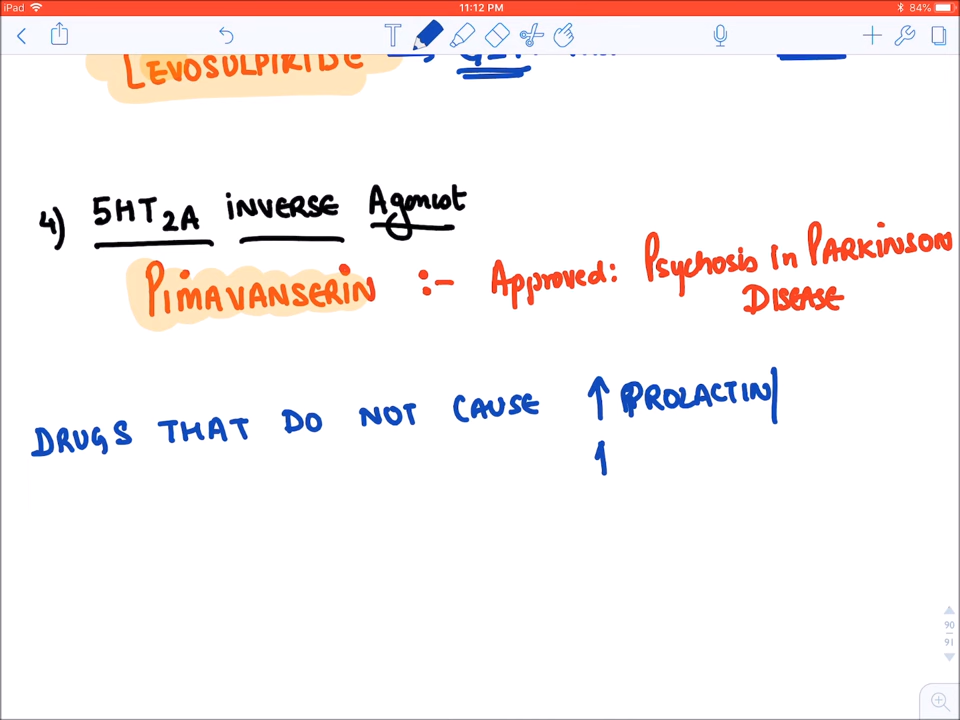 iPad 11:12 PM 84%
T
LEVOSULPIRIDE
4) 5HT2A INVERSE Agonist
PIMAVANSERIN :- Approved: Psychosis in PARKINSON
DISEASE
DRUGS THAT DO NOT CAUSE ↑ PROLACTIN
↑
90
91